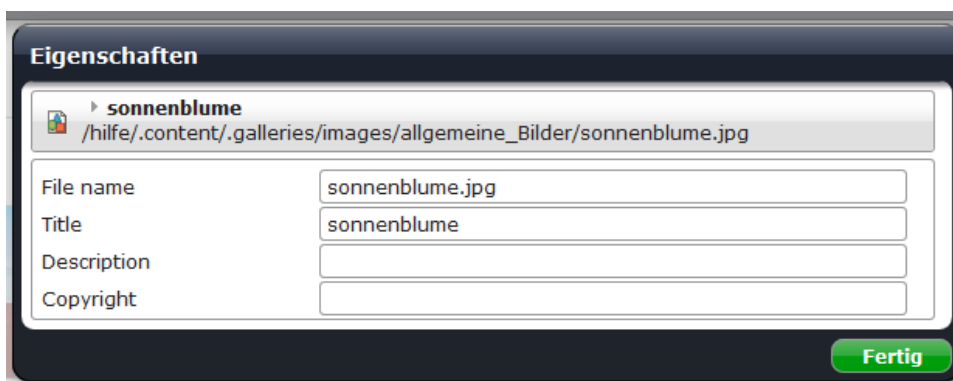 Eigenschaften
sonnenblume
/hilfe/.content/.galleries/images/allgemeine_Bilder/sonnenblume.jpg
File name sonnenblume.jpg
Title sonnenblume
Description
Copyright
Fertig